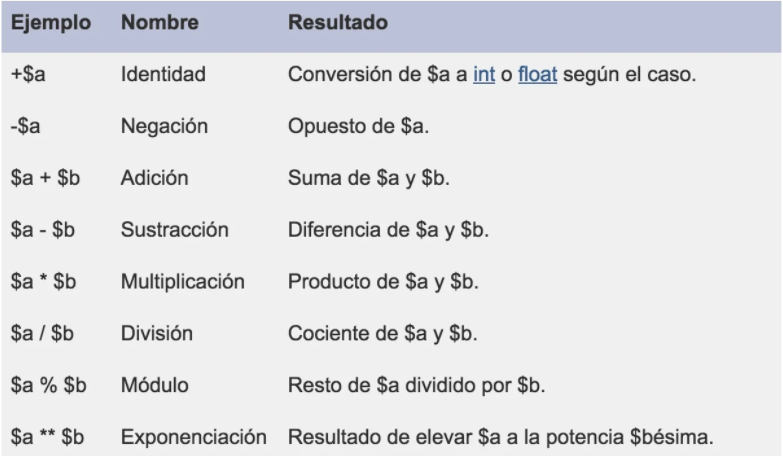 Ejemplo Nombre Resultado
+$a Identidad Conversión de $a a int o float según el caso.
-$a Negación Opuesto de $a.
$a + $b Adición Suma de $a y $b.
$a - $b Sustracción Diferencia de $a y $b.
$a * $b Multiplicación Producto de $a y $b.
$a / $b División Cociente de $a y $b.
$a % $b Módulo Resto de $a dividido por $b.
$a ** $b Exponenciación Resultado de elevar $a a la potencia $bésima.